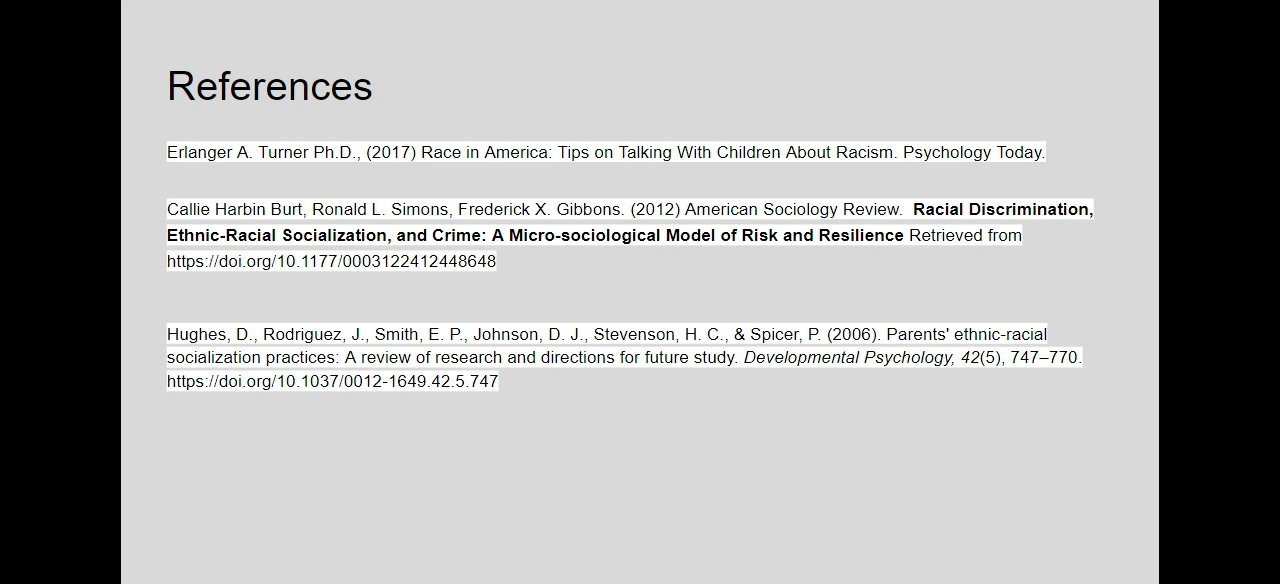 References
Erlanger A. Turner Ph.D., (2017) Race in America: Tips on Talking With Children About Racism. Psychology Today.
Callie Harbin Burt, Ronald L. Simons, Frederick X. Gibbons. (2012) American Sociology Review.  Racial Discrimination,
Ethnic-Racial Socialization, and Crime: A Micro-sociological Model of Risk and Resilience Retrieved from
https://doi.org/10.1177/0003122412448648
Hughes, D., Rodriguez, J., Smith, E. P., Johnson, D. J., Stevenson, H. C., & Spicer, P. (2006). Parents' ethnic-racial
socialization practices: A review of research and directions for future study. Developmental Psychology, 42(5), 747–770.
https://doi.org/10.1037/0012-1649.42.5.747